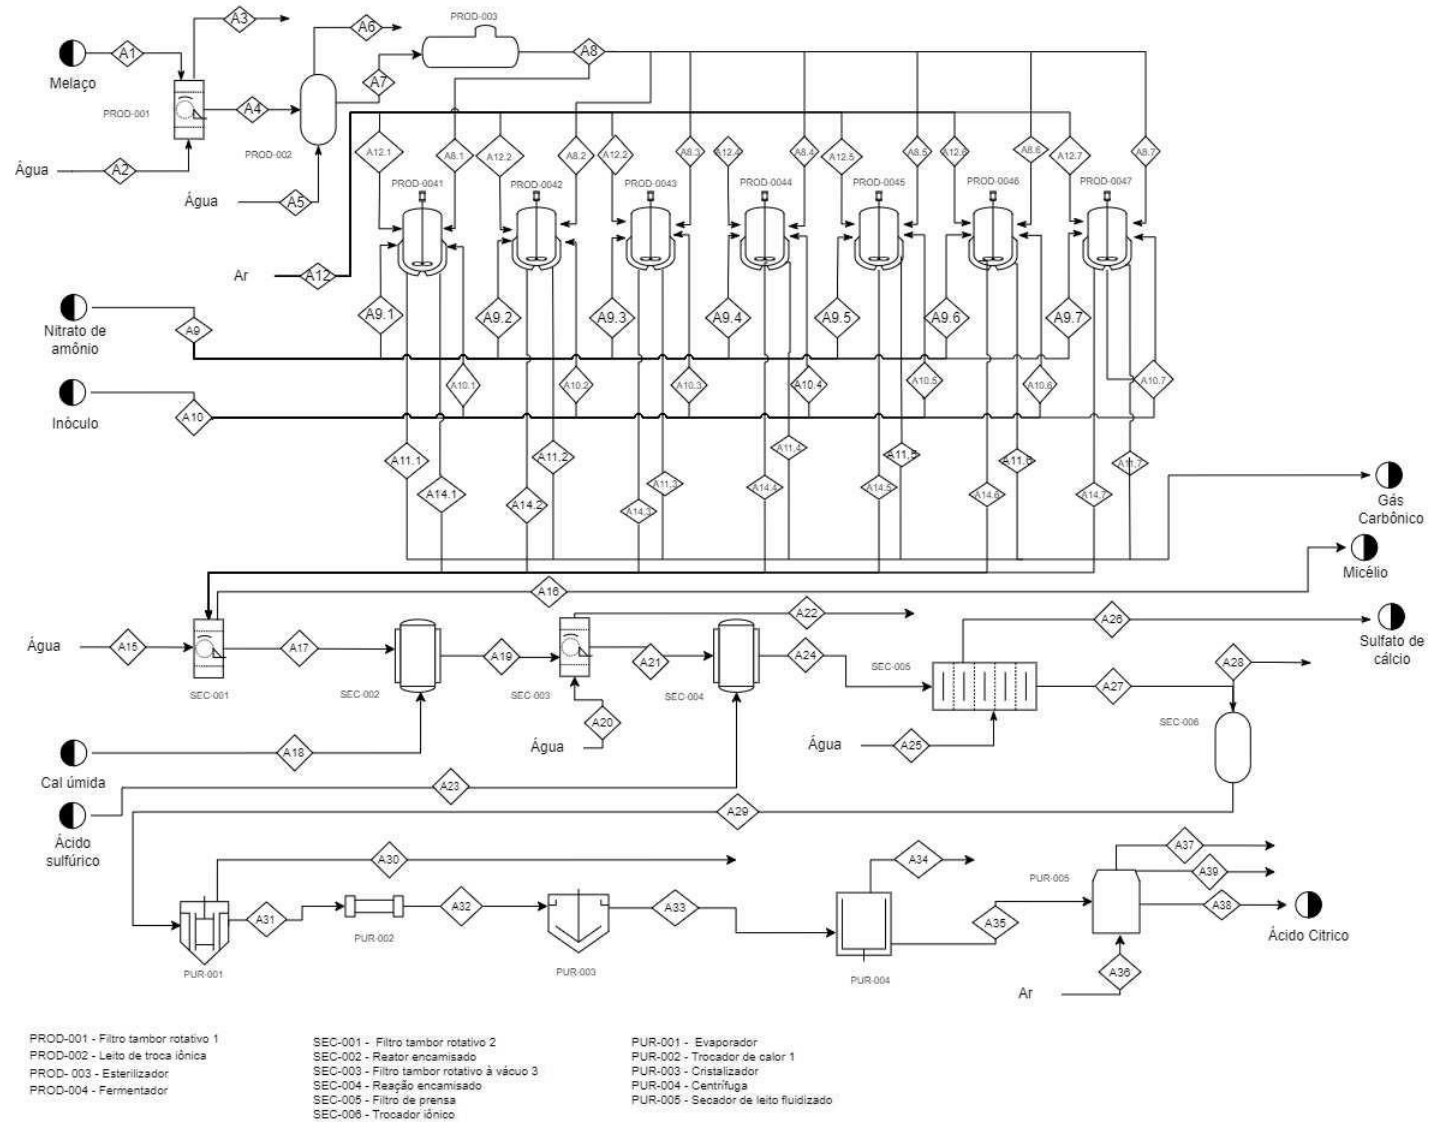 A3
A6
PROD-003
A1
A8
Melaço
A7
PROD-001
A4
PROD-002
Água
A2
Água
A5
A12.1
A8.1
A12.2
A8.2
A12.2
A8.3
A12.4
A8.4
A12.5
A8.5
A12.6
A8.6
A12.7
A8.7
PROD-0041
PROD-0042
PROD-0043
PROD-0044
PROD-0045
PROD-0046
PROD-0047
Ar
A12
A9.1
A9.2
A9.3
A9.4
A9.5
A9.6
A9.7
Nitrato de
amônio
A9
A10.1
A10.2
A10.3
A10.4
A10.5
A10.6
A10.7
Inóculo
A10
A11.1
A11.2
A11.3
A11.4
A11.5
A11.6
A11.7
A14.1
A14.2
A14.3
A14.4
A14.5
A14.6
A14.7
Gás
Carbônico
Micélio
A16
Água
A15
SEC-001
A17
SEC-002
A19
SEC-003
A22
A21
SEC-004
A24
SEC-005
A26
Sulfato de
cálcio
A28
A27
SEC-006
A20
Água
Água
A25
Cal úmida
A18
A23
Ácido
sulfúrico
A29
A30
A31
PUR-001
PUR-002
A32
PUR-003
A33
A34
PUR-004
A35
PUR-005
A37
A39
A38
Ácido Citrico
Ar
A36
PROD-001 - Filtro tambor rotativo 1
PROD-002 - Leito de troca iônica
PROD- 003 - Esterilizador
PROD-004 - Fermentador
SEC-001 - Filtro tambor rotativo 2
SEC-002 - Reator encamisado
SEC-003 - Filtro tambor rotativo à vácuo 3
SEC-004 - Reação encamisado
SEC-005 - Filtro de prensa
SEC-006 - Trocador iônico
PUR-001 - Evaporador
PUR-002 - Trocador de calor 1
PUR-003 - Cristalizador
PUR-004 - Centrífuga
PUR-005 - Secador de leito fluidizado